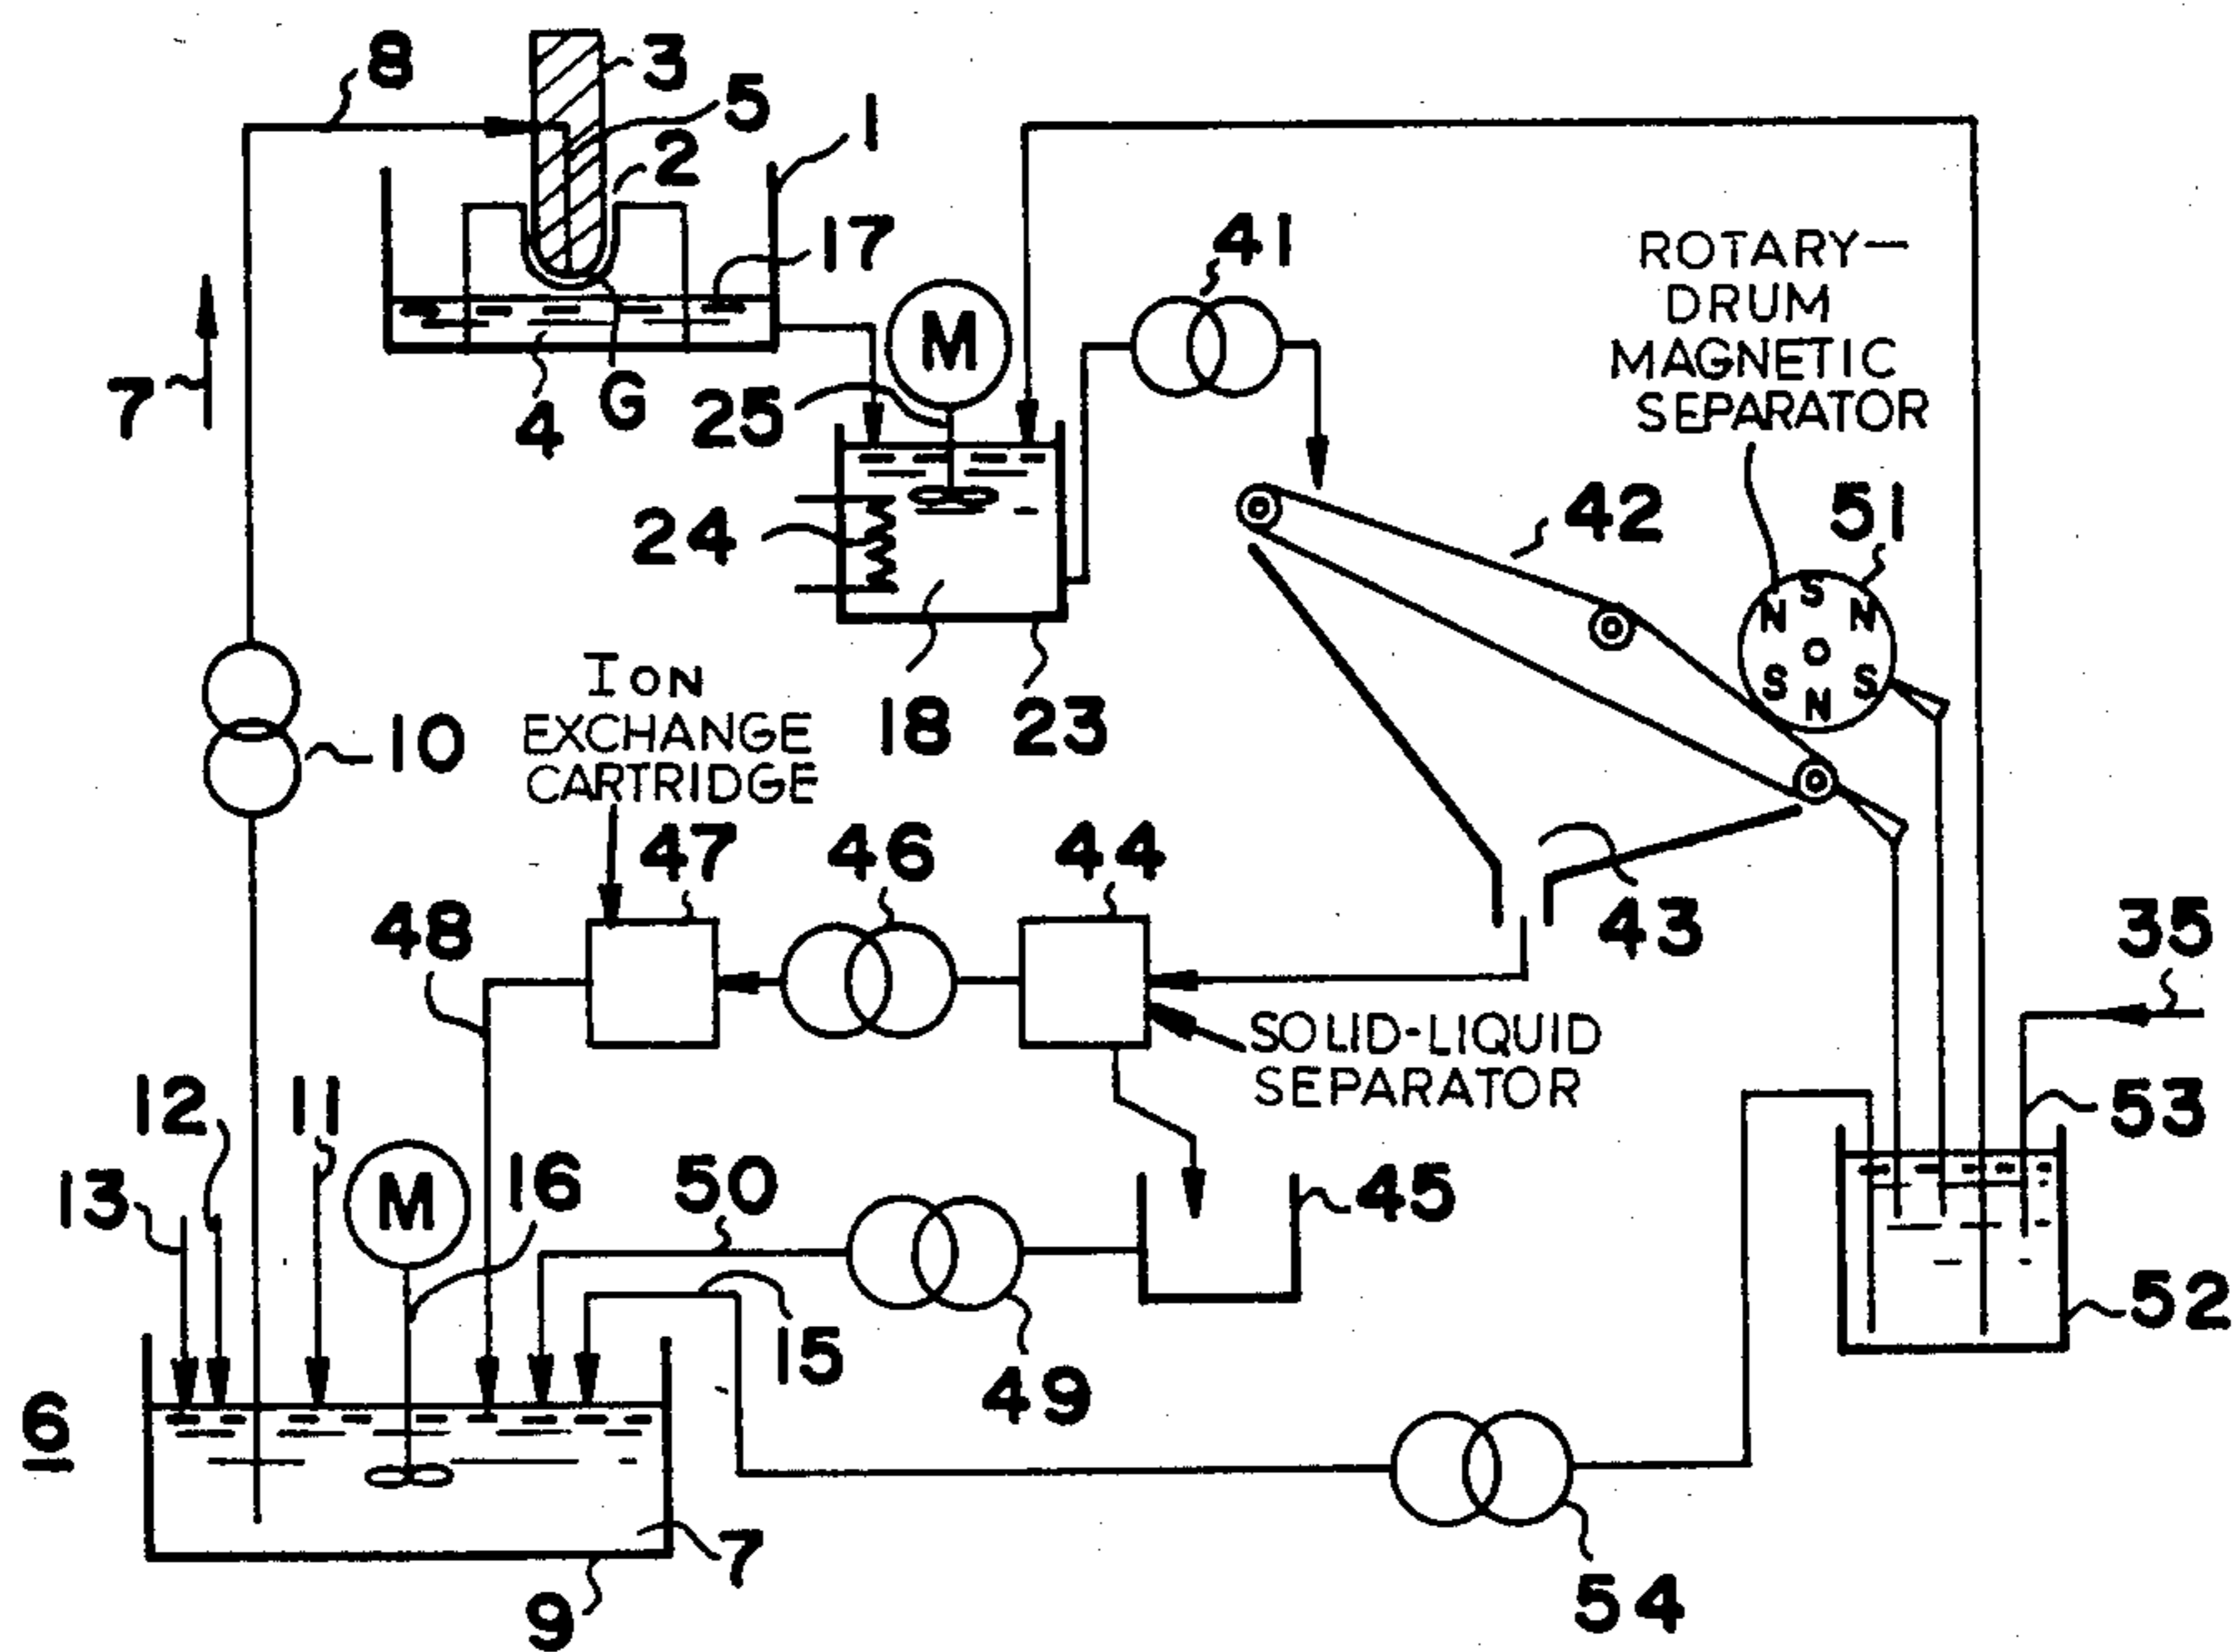 8
3
5
2
1
17
7
4
G
25
M
41
ROTARY—
DRUM
MAGNETIC
SEPARATOR
24
42
51
S
N
N
S
S
N
18
23
10
ION
EXCHANGE
CARTRIDGE
47
46
44
43
48
35
SOLID-LIQUID
SEPARATOR
53
12
11
13
M
16
50
45
52
15
49
6
7
9
54